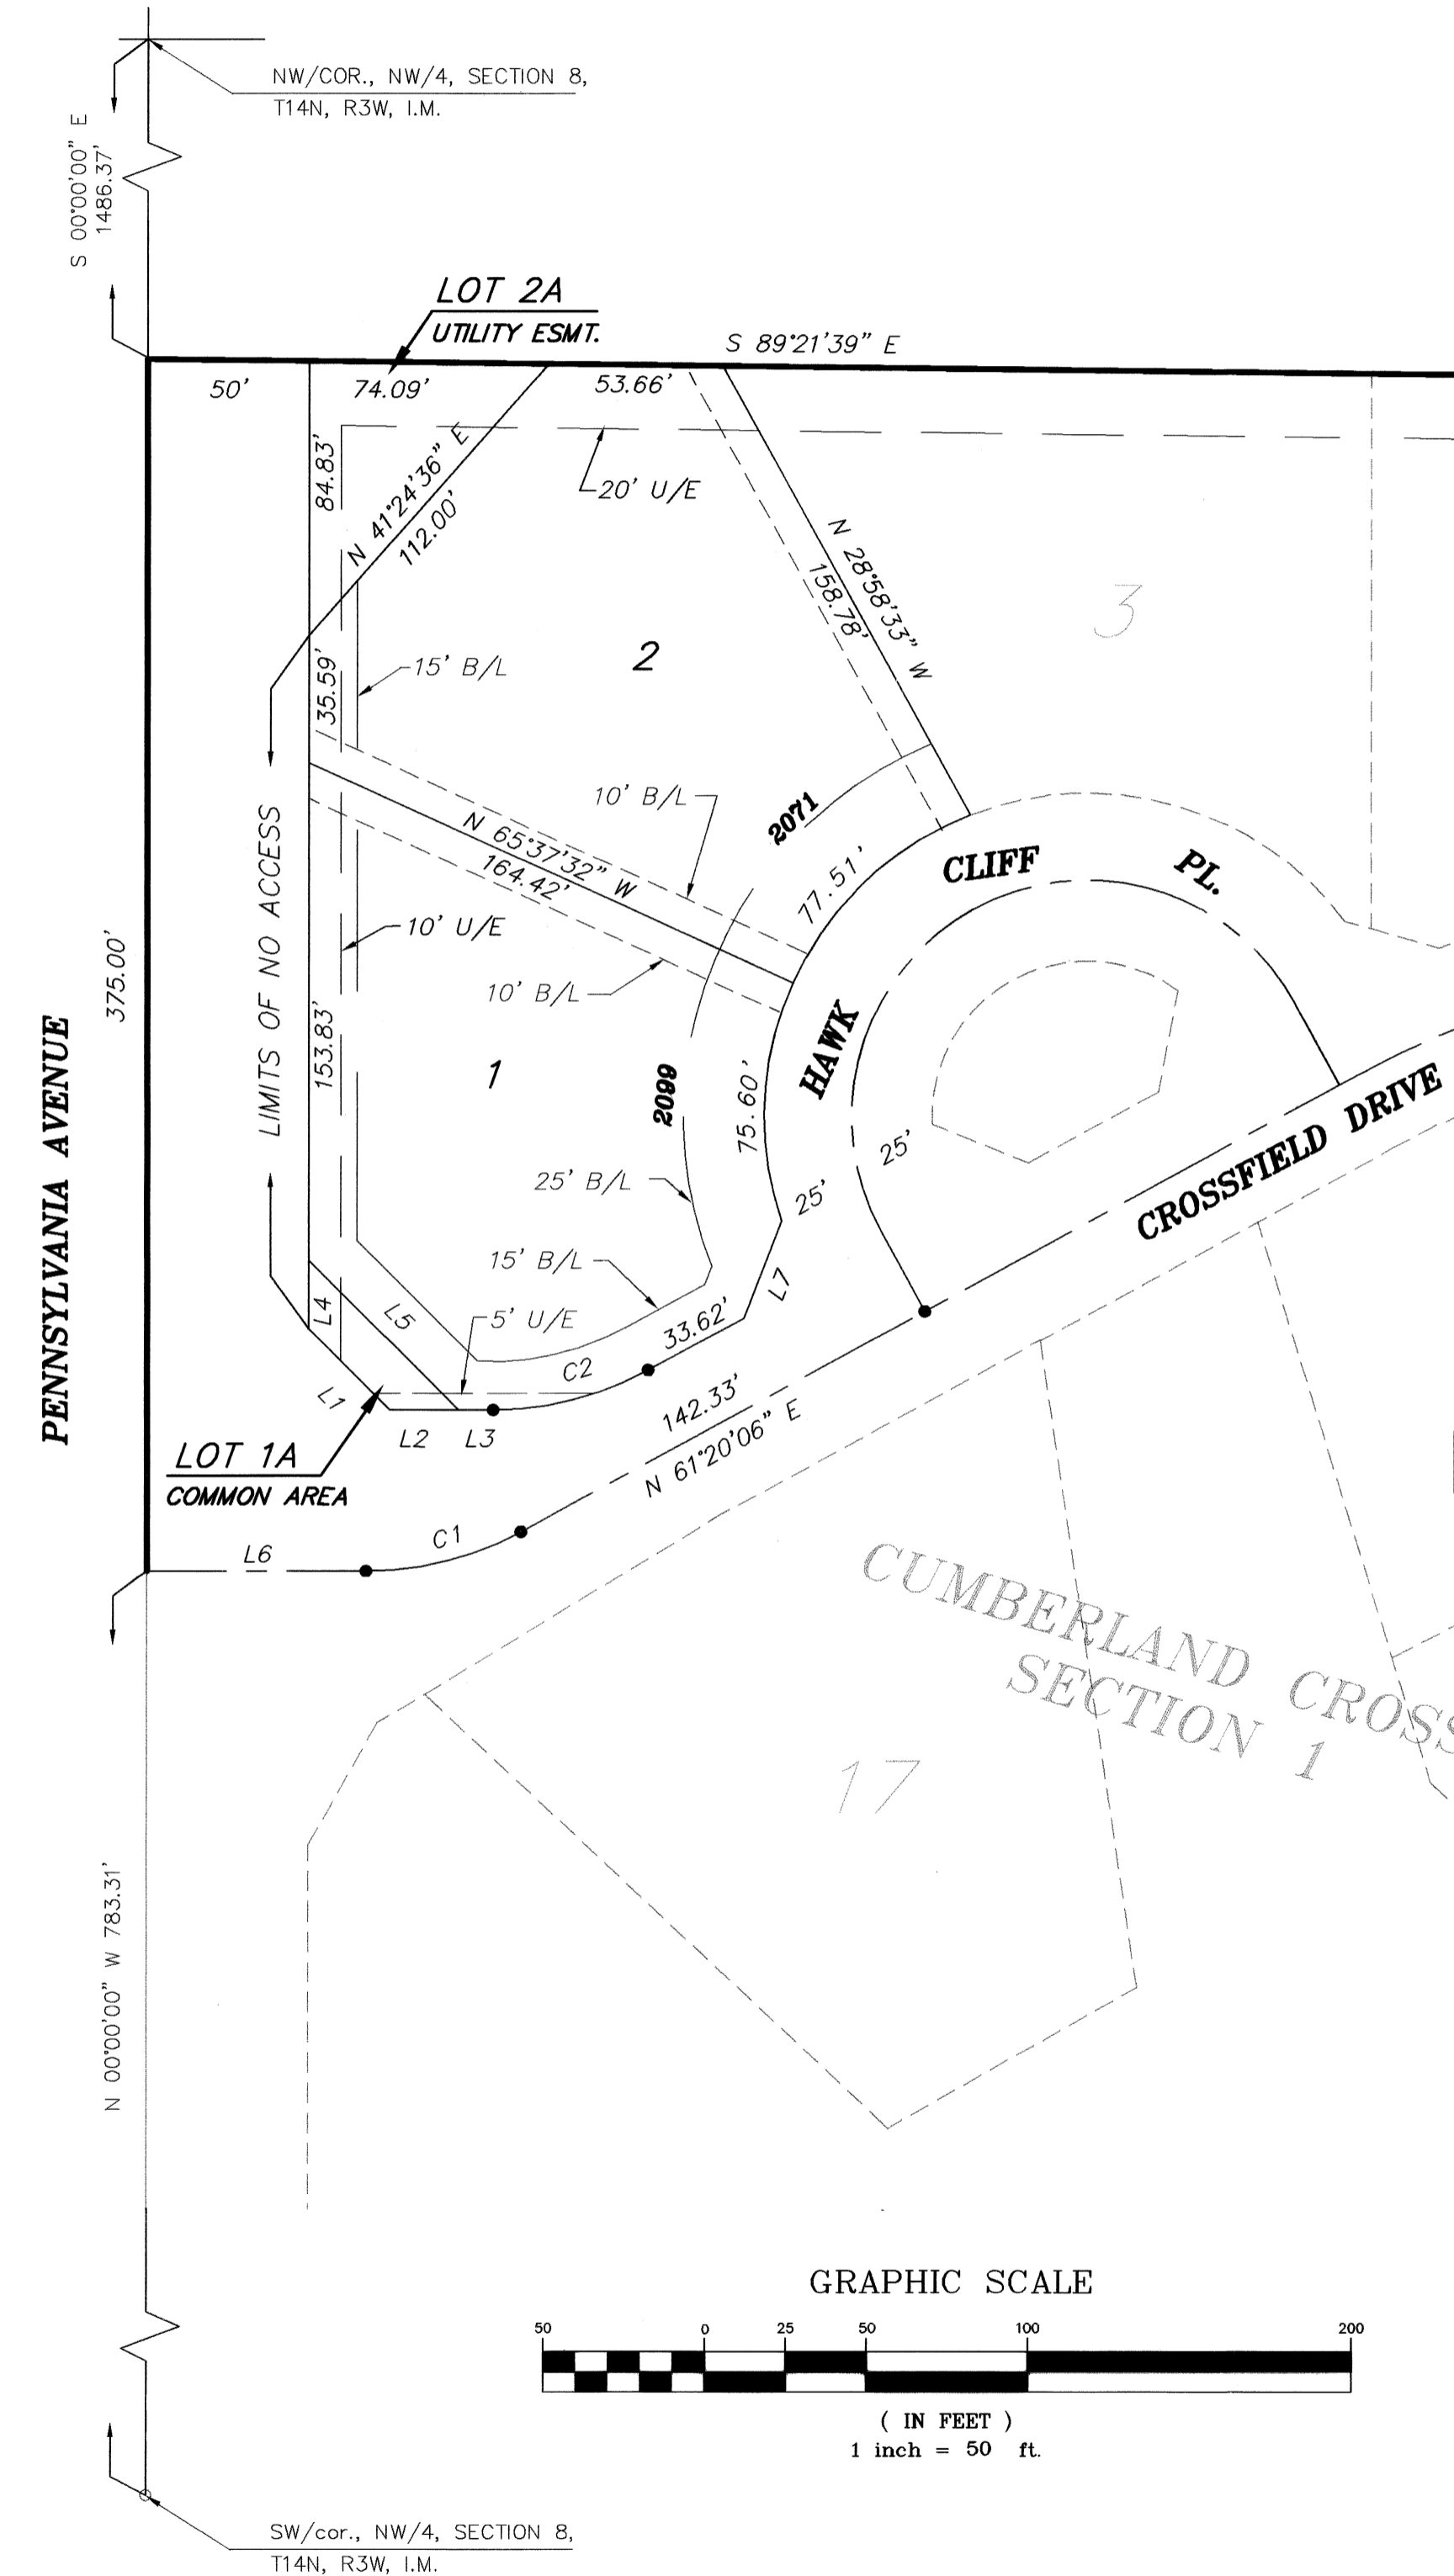 NW/COR., NW/4, SECTION 8,
T14N, R3W, I.M.
S 00°00'00" E
1486.37'
LOT 2A
UTILITY ESMT.
S 89°21'39" E
50'
74.09'
53.66'
84.83'
N 41°24'36" E
112.00'
20' U/E
N 28°58'33" W
158.78'
3
2
15' B/L
35.59'
10' B/L
2071
N 65°37'32" W
164.42'
77.51'
CLIFF
PL.
LIMITS OF NO ACCESS
10' U/E
375.00'
10' B/L
153.83'
HAWK
1
2099
75.60'
25'
25'
CROSSFIELD DRIVE
PENNSYLVANIA AVENUE
25' B/L
15' B/L
L7
L4
L5
5' U/E
33.62'
C2
L1
142.33'
N 61°20'06" E
L2
L3
LOT 1A
COMMON AREA
C1
L6
CUMBERLAND CROSS
SECTION 1
17
N 00°00'00" W 783.31'
GRAPHIC SCALE
50 0 25 50 100 200
( IN FEET )
1 inch = 50 ft.
SW/cor., NW/4, SECTION 8,
T14N, R3W, I.M.